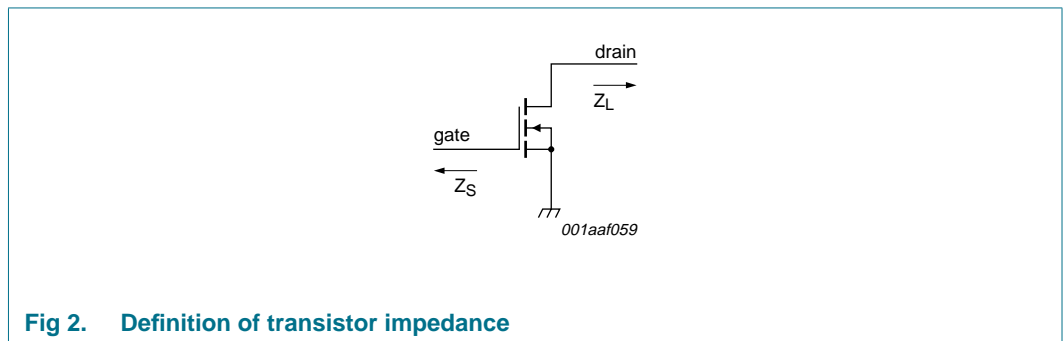 drain
Z_L
gate
Z_S
001aaf059
Fig 2. Definition of transistor impedance